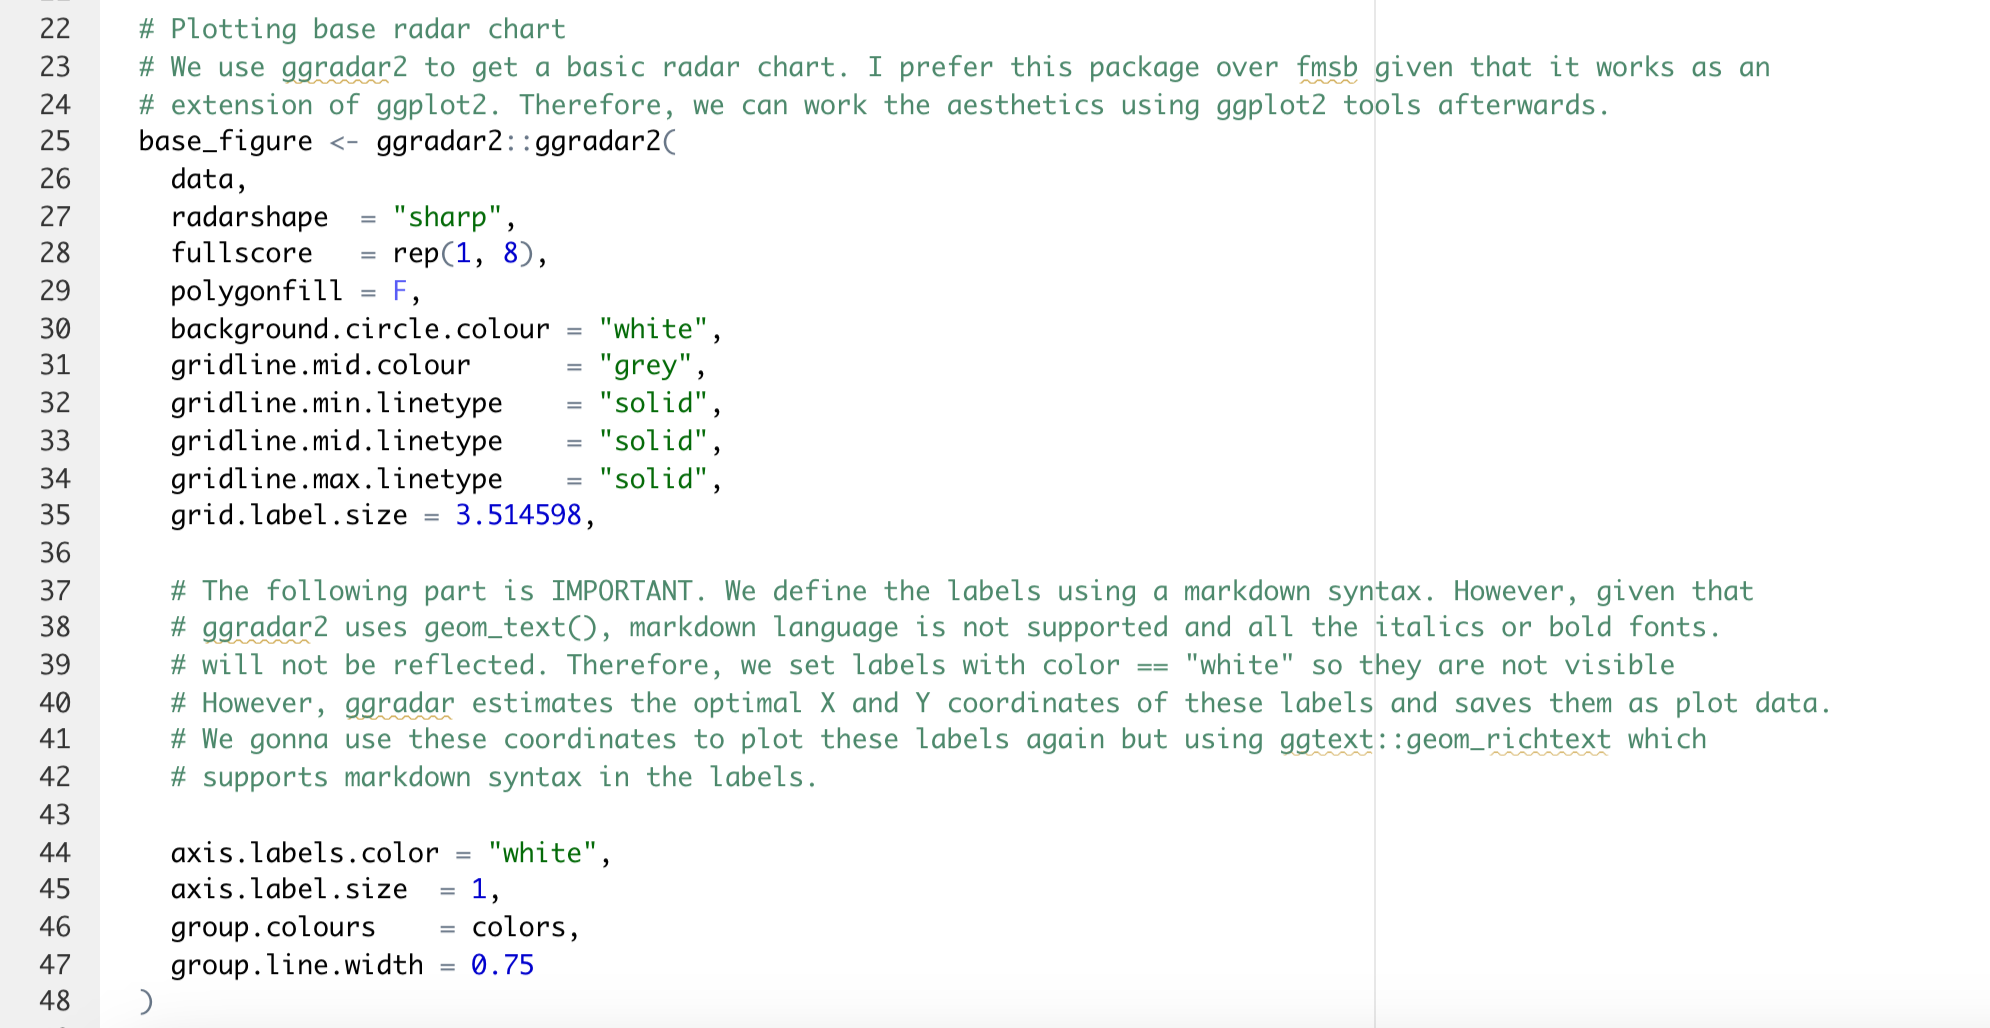 22 # Plotting base radar chart
23 # We use ggradar2 to get a basic radar chart. I prefer this package over fmsb given that it works as an
24 # extension of ggplot2. Therefore, we can work the aesthetics using ggplot2 tools afterwards.
25 base_figure <- ggradar2::ggradar2(
26   data,
27   radarshape  = "sharp",
28   fullscore   = rep(1, 8),
29   polygonfill = F,
30   background.circle.colour = "white",
31   gridline.mid.colour      = "grey",
32   gridline.min.linetype    = "solid",
33   gridline.mid.linetype    = "solid",
34   gridline.max.linetype    = "solid",
35   grid.label.size = 3.514598,
36
37   # The following part is IMPORTANT. We define the labels using a markdown syntax. However, given that
38   # ggradar2 uses geom_text(), markdown language is not supported and all the italics or bold fonts.
39   # will not be reflected. Therefore, we set labels with color == "white" so they are not visible
40   # However, ggradar estimates the optimal X and Y coordinates of these labels and saves them as plot data.
41   # We gonna use these coordinates to plot these labels again but using ggtext::geom_richtext which
42   # supports markdown syntax in the labels.
43
44   axis.labels.color = "white",
45   axis.label.size  = 1,
46   group.colours    = colors,
47   group.line.width = 0.75
48 )